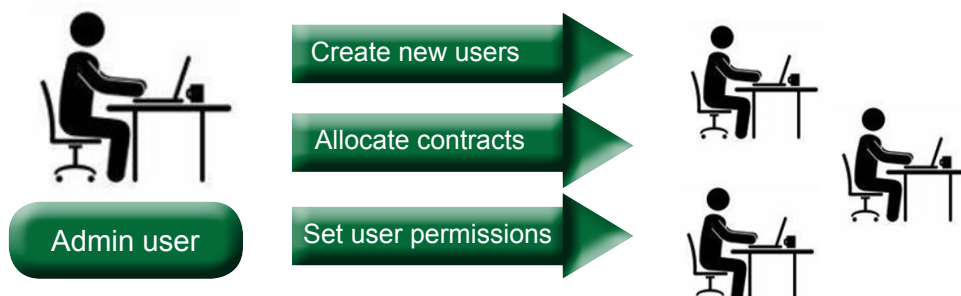 Create new users
Allocate contracts
Admin user
Set user permissions